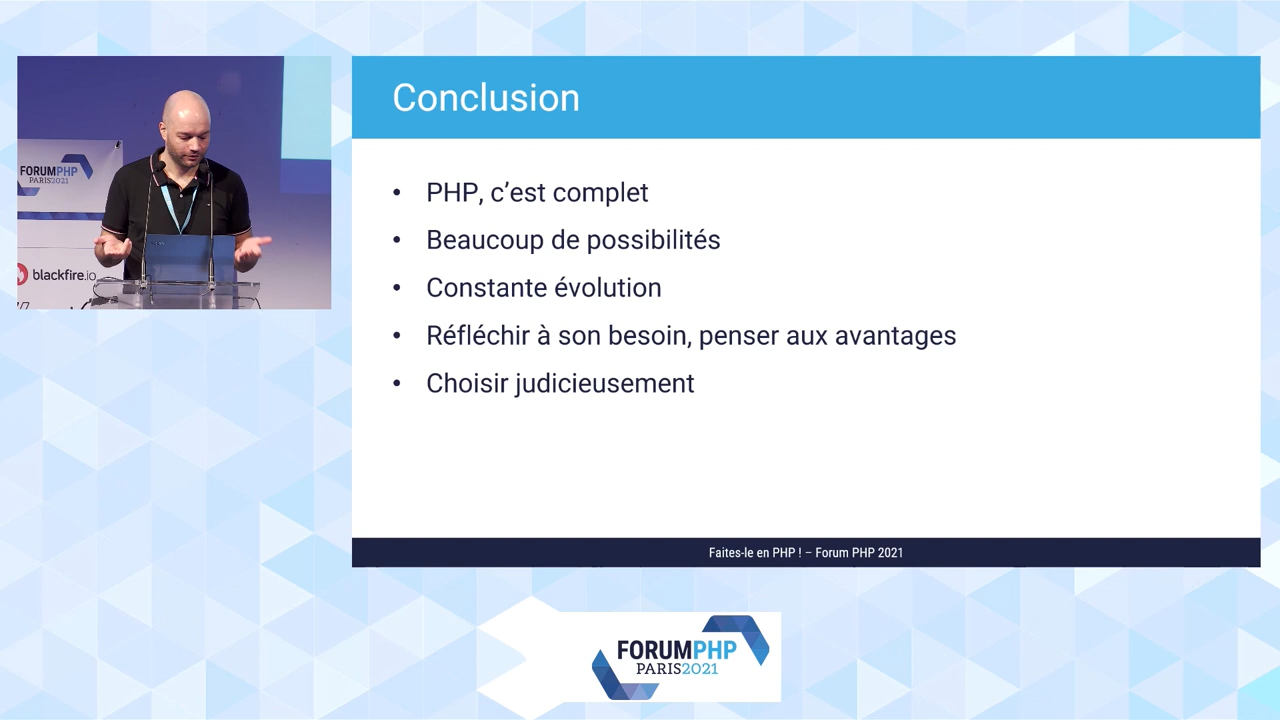 FORUMPHP
PARIS2021
blackfire.io
Conclusion
• PHP, c’est complet
• Beaucoup de possibilités
• Constante évolution
• Réfléchir à son besoin, penser aux avantages
• Choisir judicieusement
Faites-le en PHP ! – Forum PHP 2021
FORUMPHP
PARIS2021